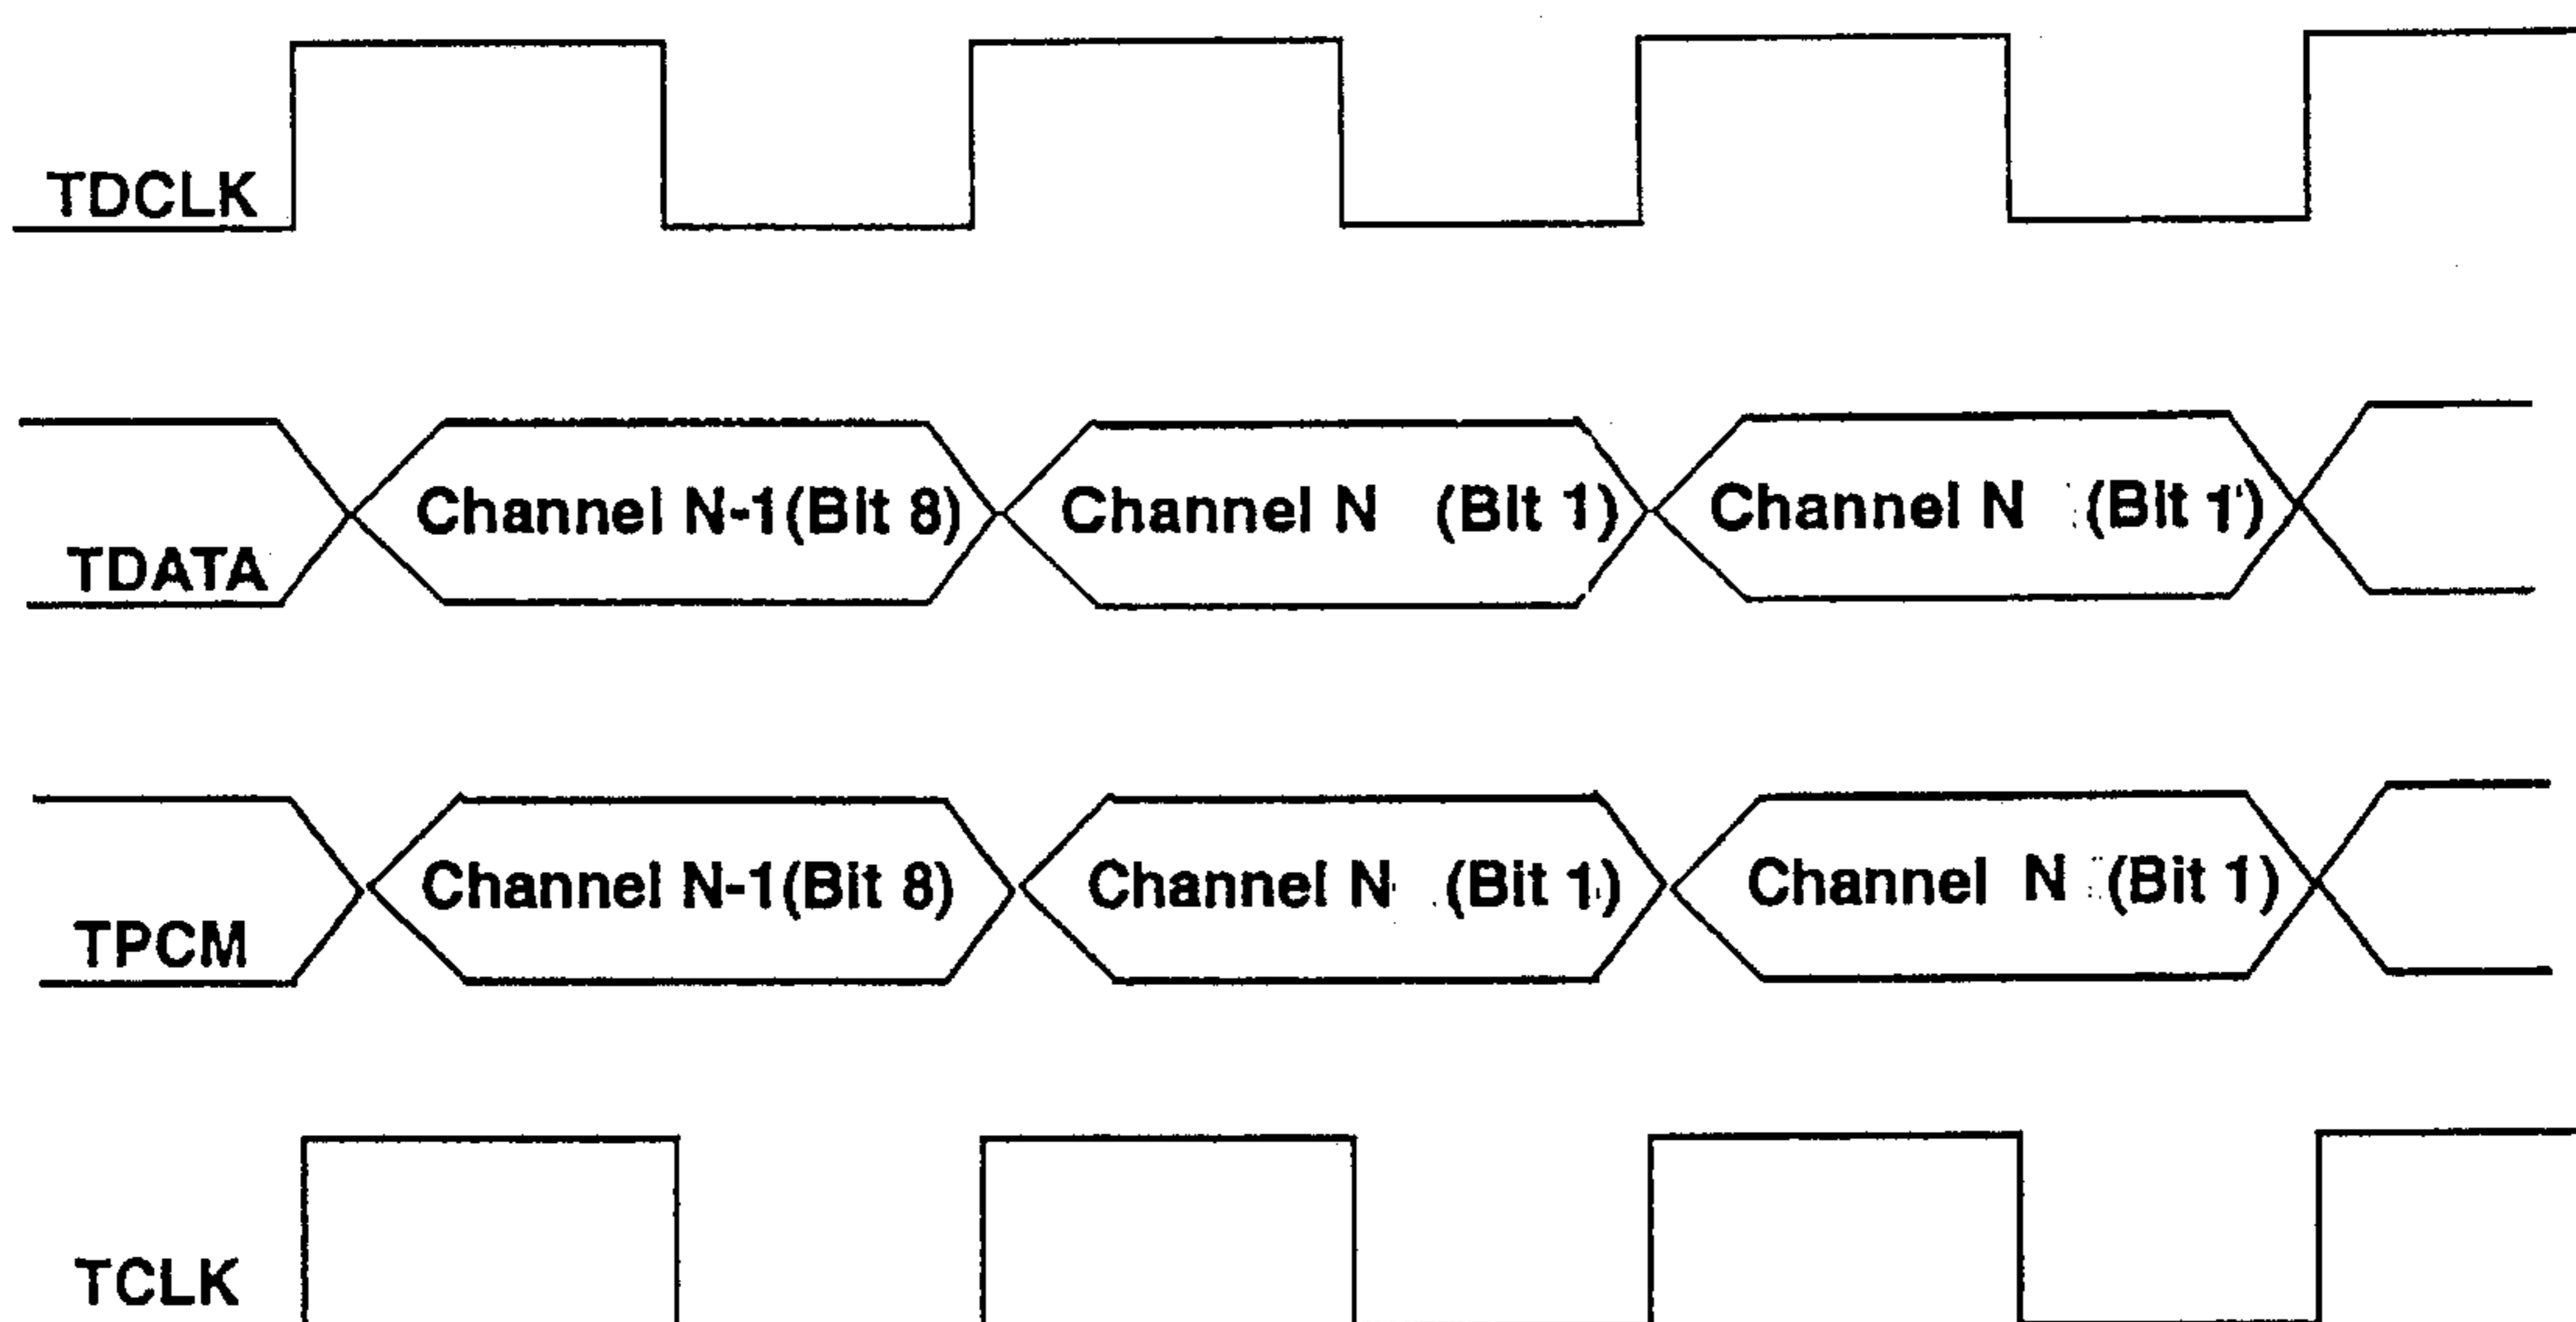 TDCLK
Channel N-1(Bit 8) Channel N (Bit 1) Channel N (Bit 1)
TDATA
Channel N-1(Bit 8) Channel N (Bit 1) Channel N (Bit 1)
TPCM
TCLK